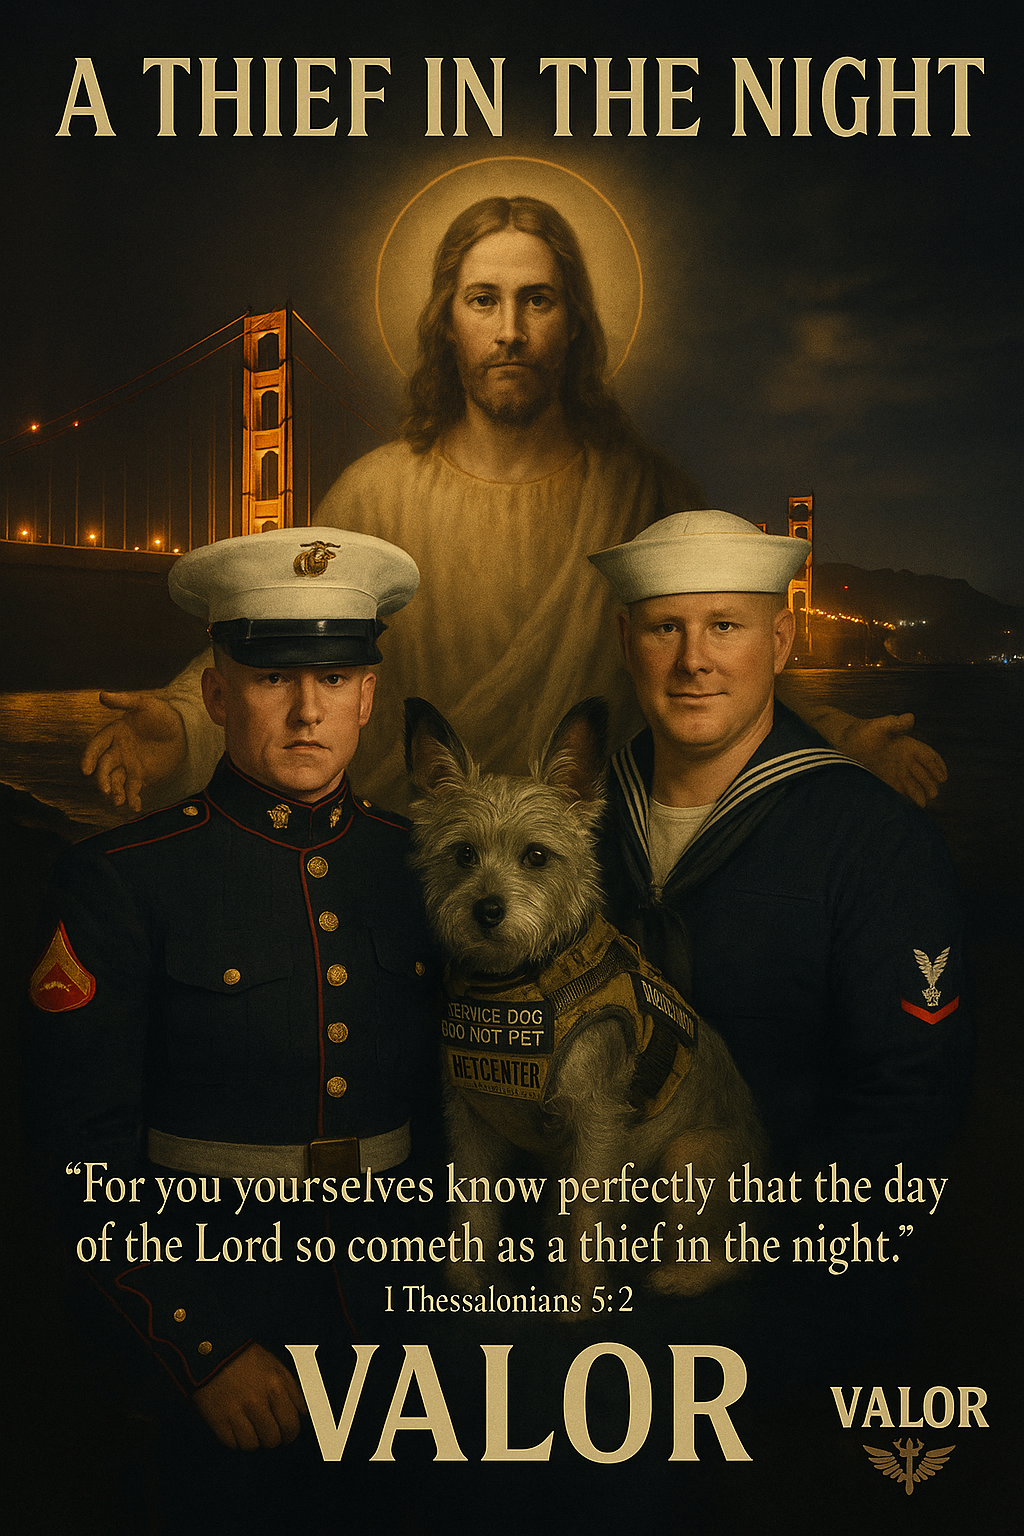 A THIEF IN THE NIGHT
SERVICE DOG
DOO NOT PET
HETCENTER
“For you yourselves know perfectly that the day
of the Lord so cometh as a thief in the night.”
1 Thessalonians 5:2
VALOR
VALOR